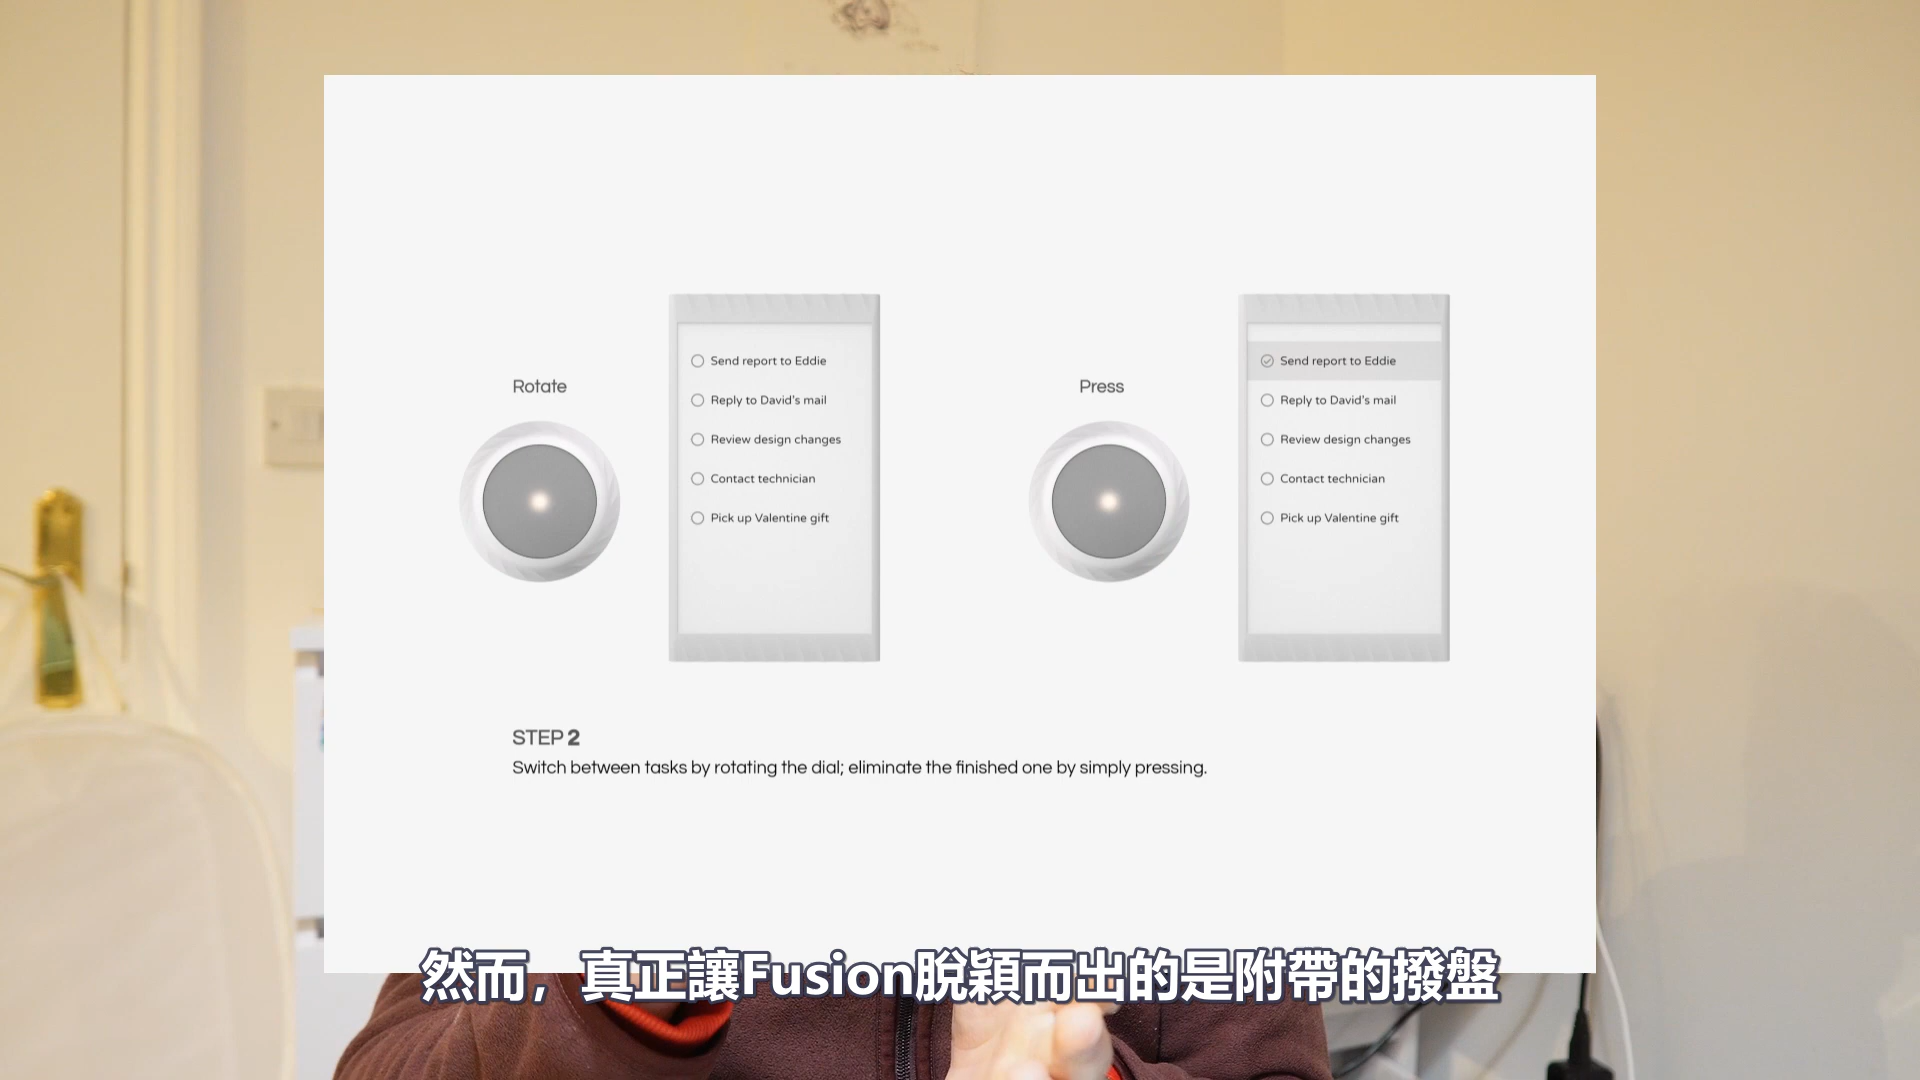 Rotate
Send report to Eddie
Reply to David's mail
Review design changes
Contact technician
Pick up Valentine gift
Press
Send report to Eddie
Reply to David's mail
Review design changes
Contact technician
Pick up Valentine gift
STEP 2
Switch between tasks by rotating the dial; eliminate the finished one by simply pressing.
然而，真正讓Fusion脫穎而出的是附帶的撥盤